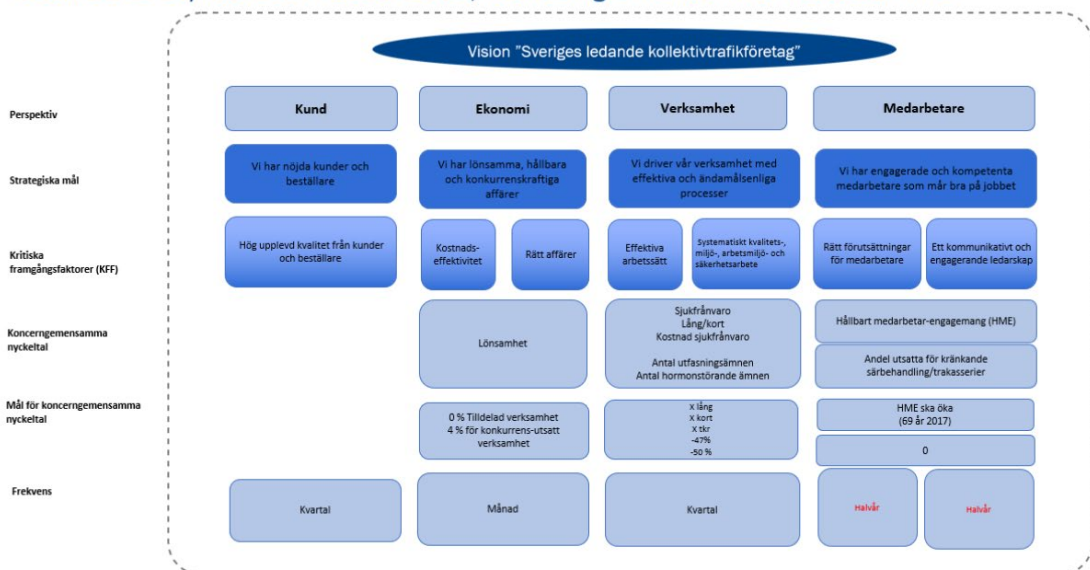 Vision "Sveriges ledande kollektivtrafikföretag"
Perspektiv
Kund
Ekonomi
Verksamhet
Medarbetare
Strategiska mål
Vi har nöjda kunder och
beställare
Vi har lönsamma, hållbara
och konkurrenskraftiga
affärer
Vi driver vår verksamhet med
effektiva och ändamålsenliga
processer
Vi har engagerade och kompetenta
medarbetare som mår bra på jobbet
Kritiska
framgångsfaktorer (KFF)
Hög upplevd kvalitet från kunder
och beställare
Kostnads-
effektivitet
Rätt affärer
Effektiva
arbetssätt
Systematiskt kvalitets-,
miljö-, arbetsmiljö- och
säkerhetsarbete
Rätt förutsättningar
för medarbetare
Ett kommunikativt och
engagerande ledarskap
Koncerngemensamma
nyckeltal
Lönsamhet
Sjukfrånvaro
Lång/kort
Kostnad sjukfrånvaro
Antal utfasningsämnen
Antal hormonstörande ämnen
Hållbart medarbetar-engagemang (HME)
Andel utsatta för kränkande
särbehandling/trakasserier
Mål för koncerngemensamma
nyckeltal
0 % Tilldelad verksamhet
4 % för konkurrens-utsatt
verksamhet
X lång
X kort
X tkr
-47%
-50 %
HME ska öka
(69 år 2017)
0
Frekvens
Kvartal
Månad
Kvartal
Halvår
Halvår